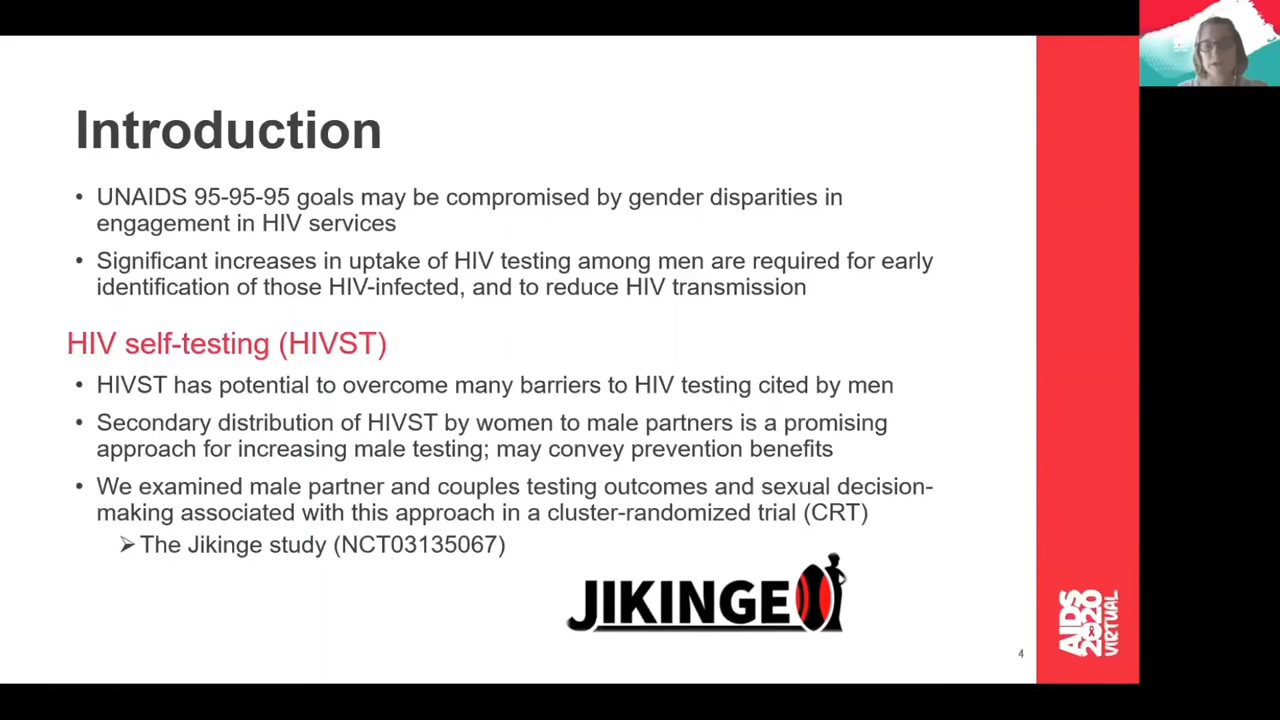 Introduction
• UNAIDS 95-95-95 goals may be compromised by gender disparities in
engagement in HIV services
• Significant increases in uptake of HIV testing among men are required for early
identification of those HIV-infected, and to reduce HIV transmission
HIV self-testing (HIVST)
• HIVST has potential to overcome many barriers to HIV testing cited by men
• Secondary distribution of HIVST by women to male partners is a promising
approach for increasing male testing; may convey prevention benefits
• We examined male partner and couples testing outcomes and sexual decision-
making associated with this approach in a cluster-randomized trial (CRT)
➢ The Jikinge study (NCT03135067)
JIKINGE
4
AIDS
2020
VIRTUAL